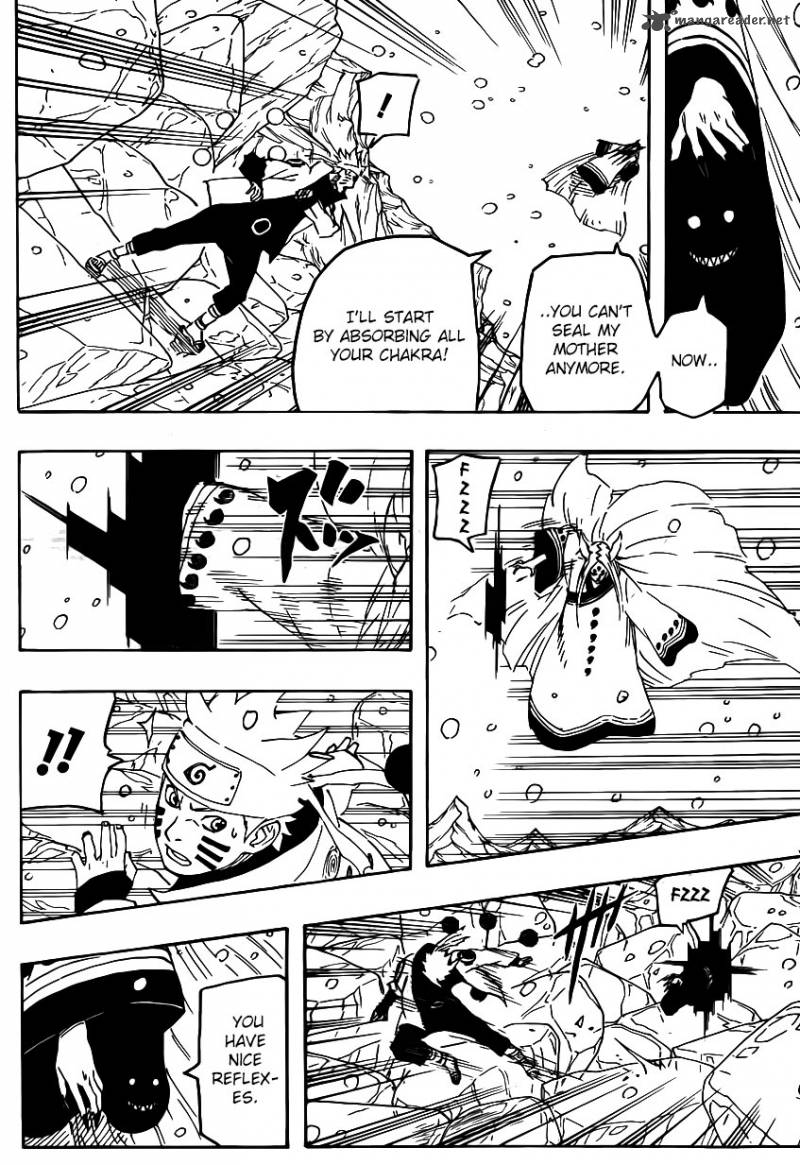 mangareader.net
NOW..
..YOU CAN'T
SEAL MY
MOTHER
ANYMORE.
I'LL START
BY ABSORBING ALL
YOUR CHAKRA!
!
FZZZ
ズズッ
!!
FZZZ
YOU
HAVE
NICE
REFLEX-
ES.